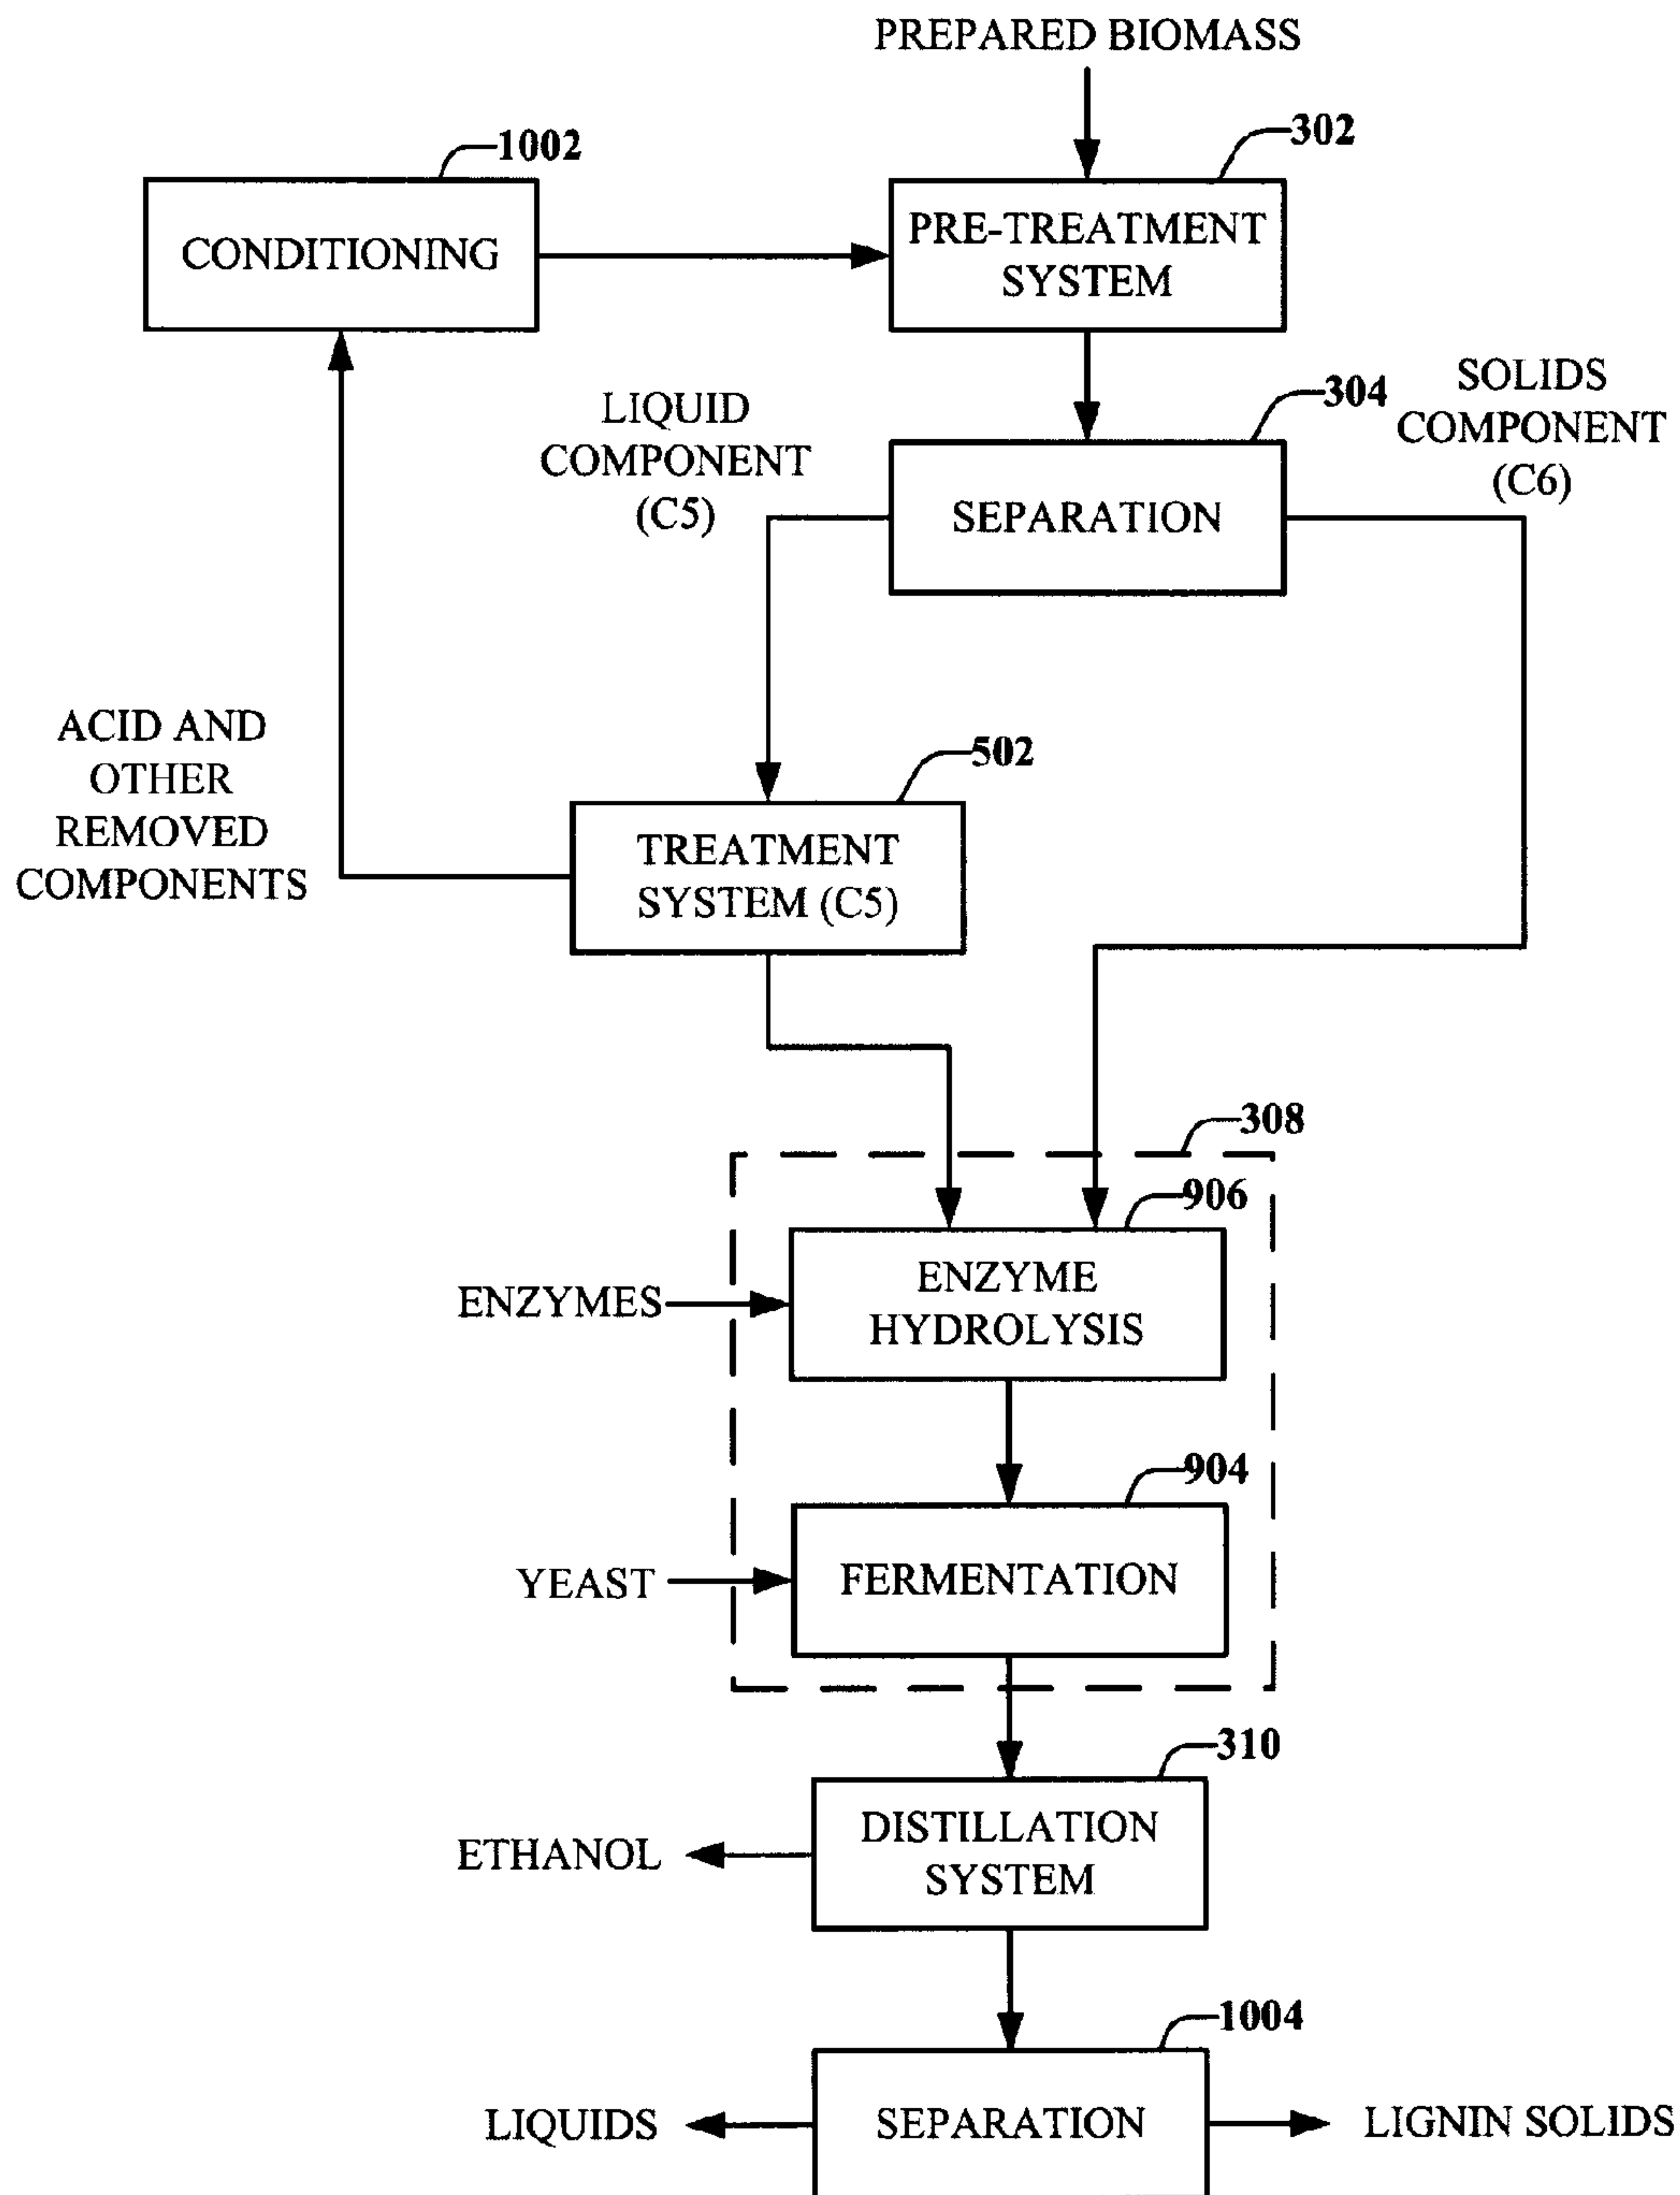 PREPARED BIOMASS
1002
302
CONDITIONING
PRE-TREATMENT
SYSTEM
LIQUID
COMPONENT
(C5)
304
SOLIDS
COMPONENT
(C6)
SEPARATION
ACID AND
OTHER
REMOVED
COMPONENTS
502
TREATMENT
SYSTEM (C5)
308
906
ENZYMES
ENZYME
HYDROLYSIS
904
YEAST
FERMENTATION
310
ETHANOL
DISTILLATION
SYSTEM
1004
LIQUIDS
SEPARATION
LIGNIN SOLIDS